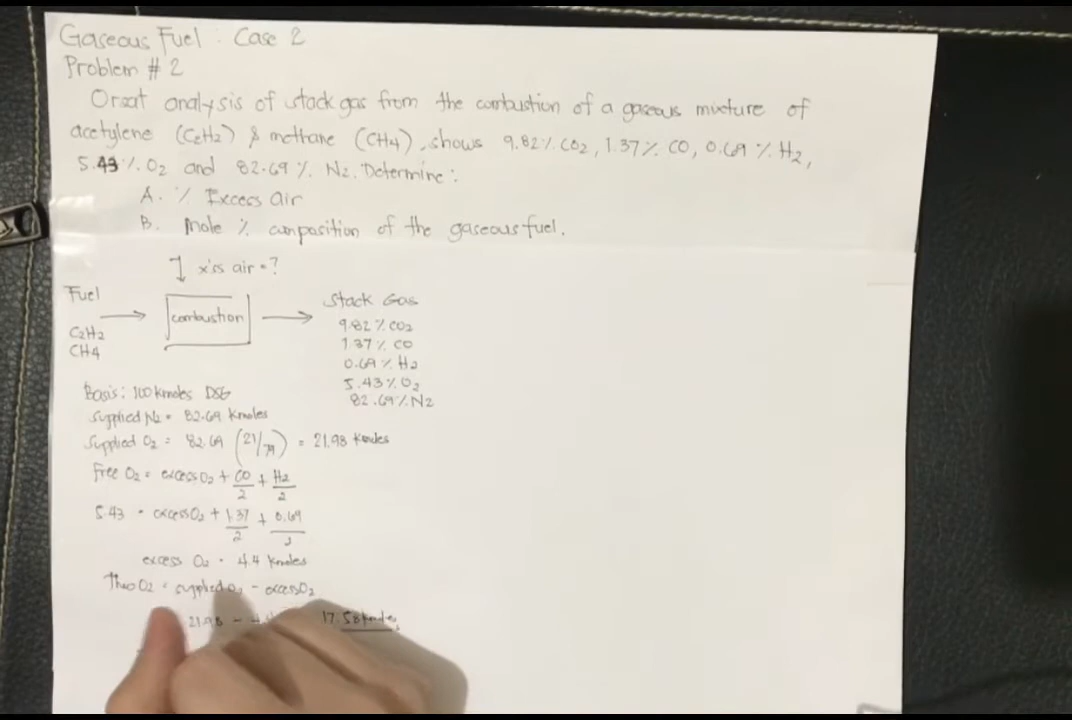 Gaseous Fuel : Case 2
Problem # 2
Orsat analysis of stack gas from the combustion of a gaseous mixture of
acetylene (C2H2) & methane (CH4), shows 9.82% CO2, 1.37% CO, 0.69 % H2,
5.43 % O2 and 82.69 % N2. Determine :
A. % Excess air
B. Mole % composition of the gaseous fuel.
x's air = ?
Fuel
C2H2
CH4
combustion
Stack Gas
9.82 % CO2
1.37 % CO
0.69 % H2
5.43 % O2
82.69 % N2
Basis: 100 kmoles DSG
Supplied N2 = 82.69 kmoles
Supplied O2 = 82.69 (21/79) = 21.98 kmoles
Free O2 = excess O2 + CO/2 + H2/2
5.43 = excess O2 + 1.37/2 + 0.69/2
excess O2 = 4.4 kmoles
Theo O2 = supplied O2 - excess O2
21.98 - 17.58 kmoles